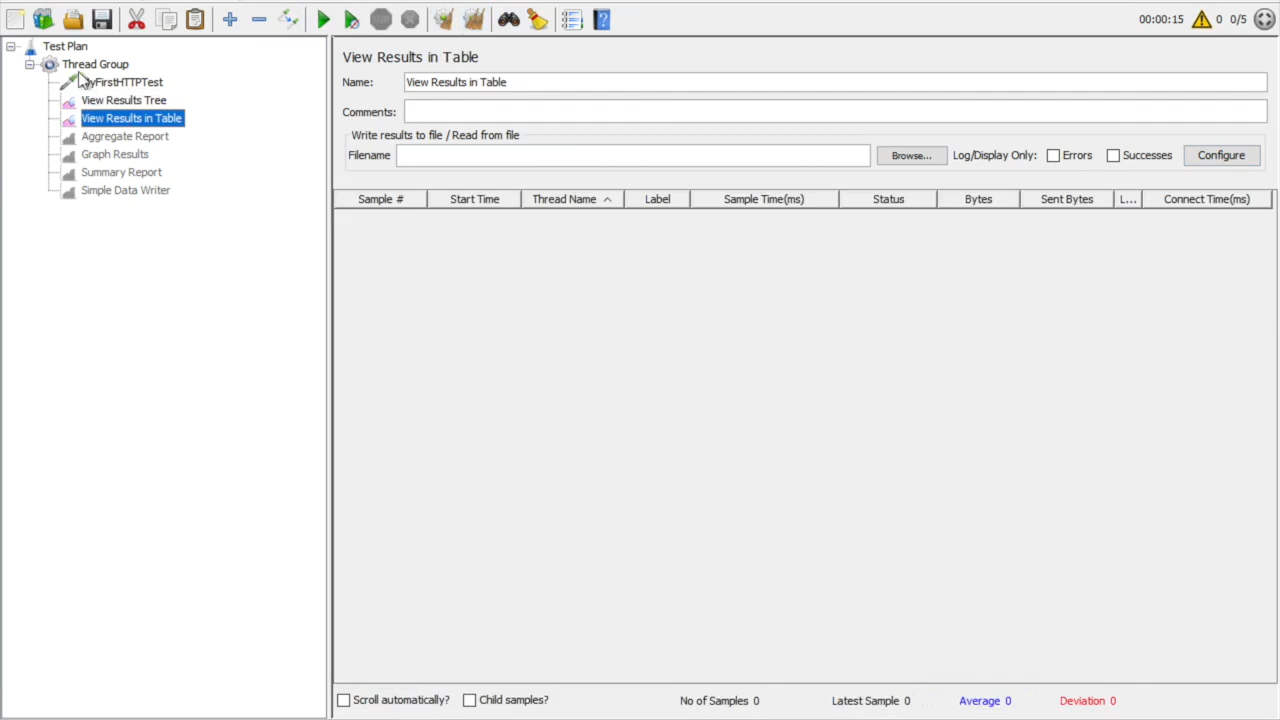 00:00:15 0 0/5
Test Plan
Thread Group
yFirstHTTPTest
View Results Tree
View Results in Table
Aggregate Report
Graph Results
Summary Report
Simple Data Writer
View Results in Table
Name: View Results in Table
Comments:
Write results to file / Read from file
Filename Browse... Log/Display Only: Errors Successes Configure
Sample # Start Time Thread Name Label Sample Time(ms) Status Bytes Sent Bytes L... Connect Time(ms)
Scroll automatically? Child samples? No of Samples 0 Latest Sample 0 Average 0 Deviation 0